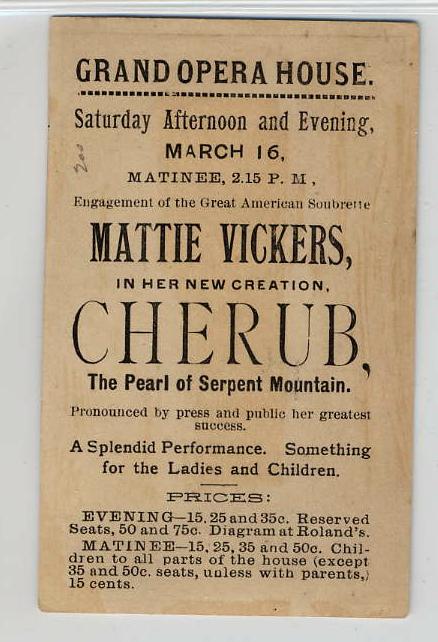 GRAND OPERA HOUSE.
Saturday Afternoon and Evening,
MARCH 16,
200
MATINEE, 2.15 P. M,
Engagement of the Great American Soubrette
MATTIE VICKERS,
IN HER NEW CREATION,
CHERUB,
The Pearl of Serpent Mountain.
Pronounced by press and public her greatest
success.
A Splendid Performance. Something
for the Ladies and Children.
PRICES:
EVENING—15, 25 and 35c. Reserved
Seats, 50 and 75c. Diagram at Roland's.
MATINEE—15, 25, 35 and 50c. Chil-
dren to all parts of the house (except
35 and 50c. seats, unless with parents,)
15 cents.